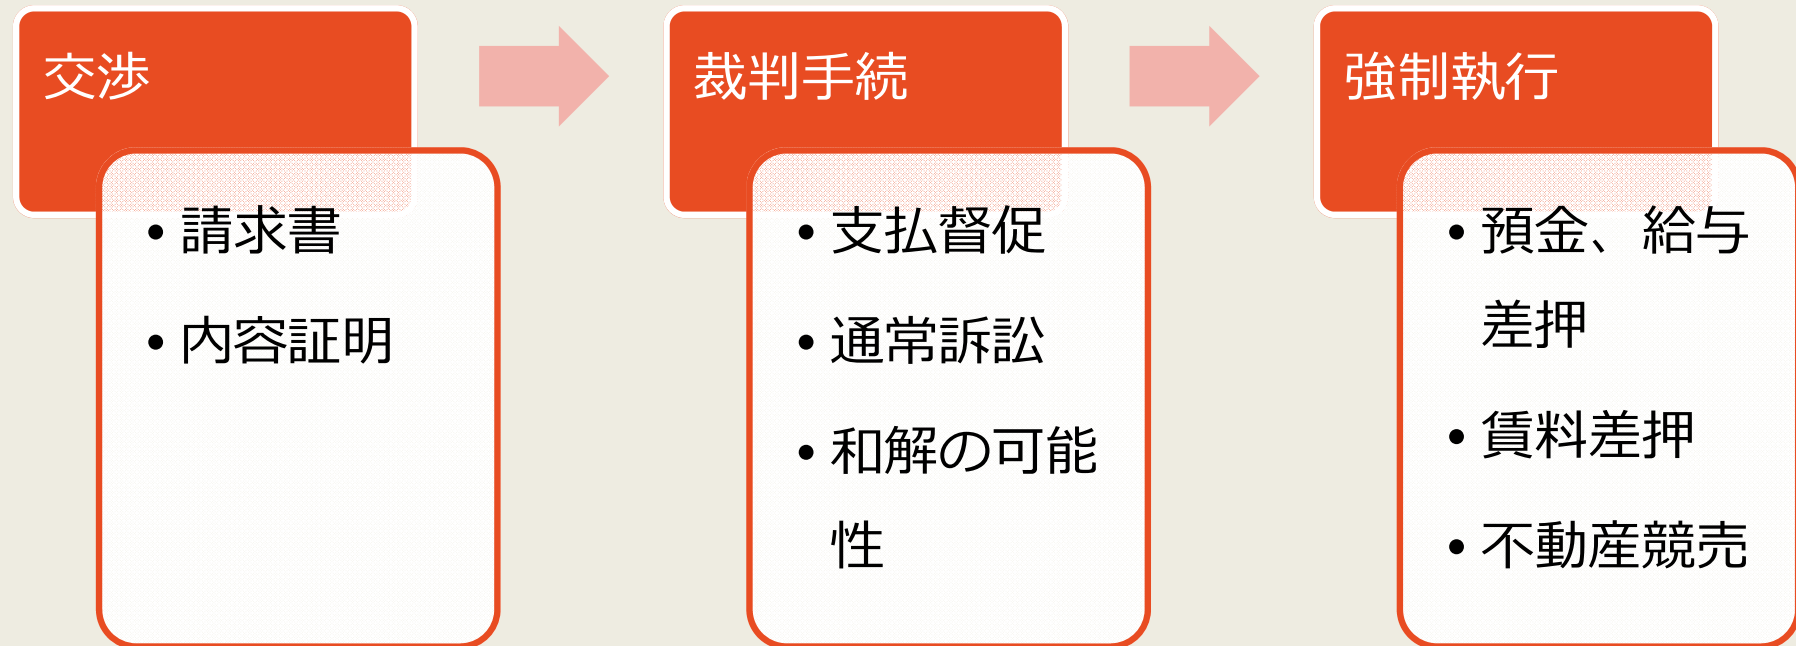 交渉
• 請求書
• 内容証明
裁判手続
• 支払督促
• 通常訴訟
• 和解の可能
性
強制執行
• 預金、給与
差押
• 賃料差押
• 不動産競売